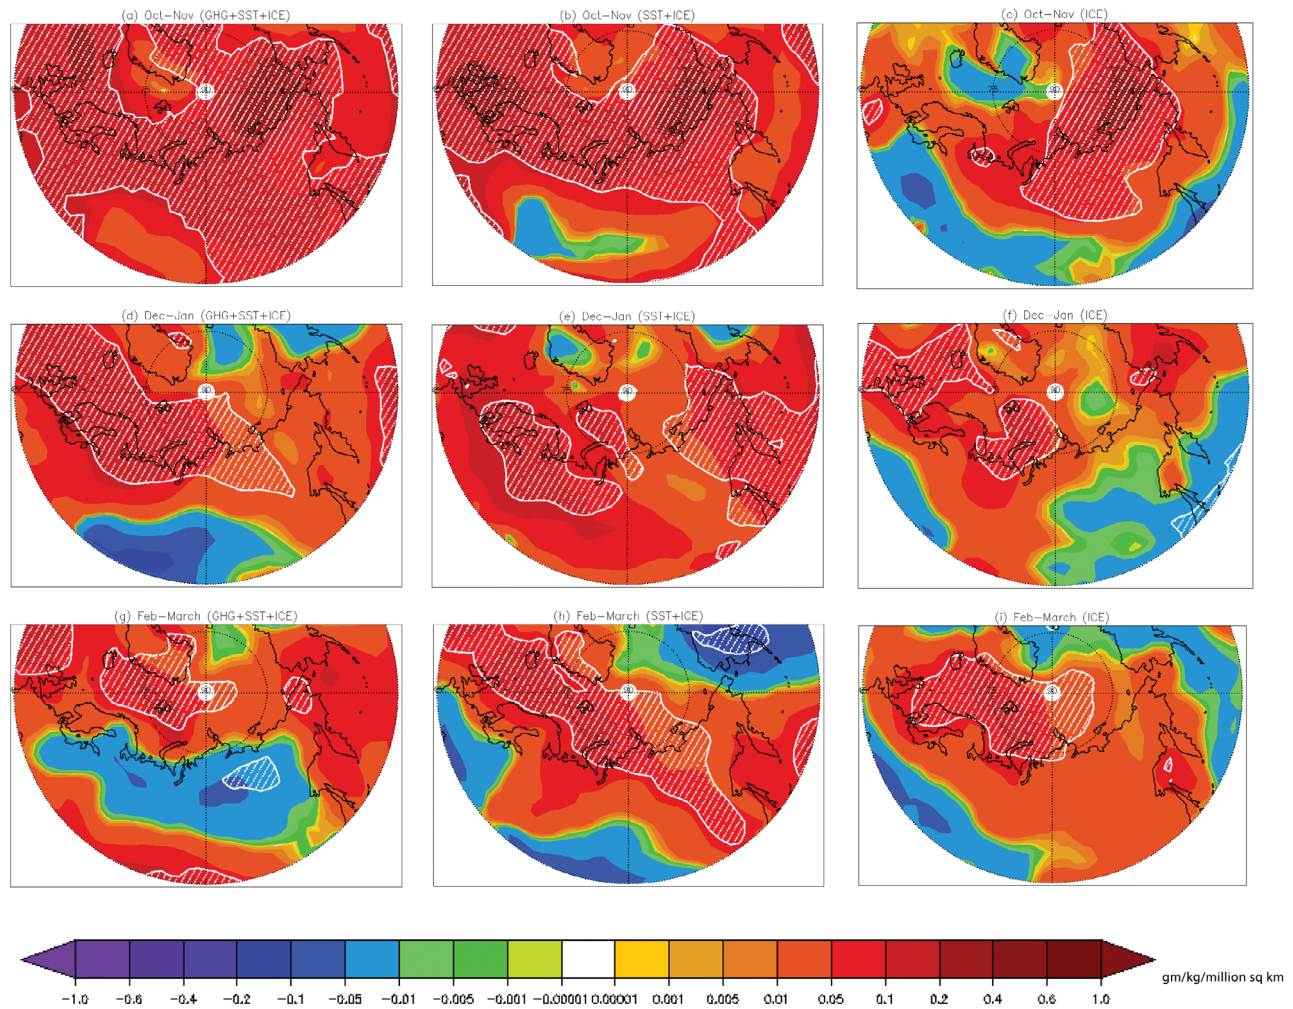 (a) Oct-Nov (GHG+SST+ICE)
(b) Oct-Nov (SST+ICE)
(c) Oct-Nov (ICE)
(d) Dec-Jan (GHG+SST+ICE)
(e) Dec-Jan (SST+ICE)
(f) Dec-Jan (ICE)
(g) Feb-March (GHG+SST+ICE)
(h) Feb-March (SST+ICE)
(i) Feb-March (ICE)
-1.0 -0.6 -0.4 -0.2 -0.1 -0.05 -0.01 -0.005 -0.001 -0.00001 0.00001 0.001 0.005 0.01 0.05 0.1 0.2 0.4 0.6 1.0
gm/kg/million sq km